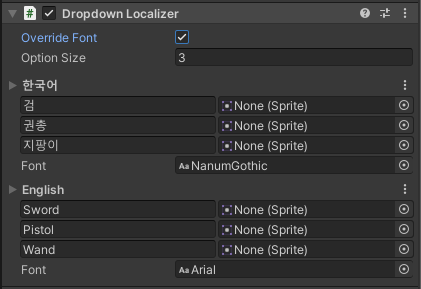 Dropdown Localizer
Override Font
Option Size 3
한국어
검 None (Sprite)
권총 None (Sprite)
지팡이 None (Sprite)
Font Aa NanumGothic
English
Sword None (Sprite)
Pistol None (Sprite)
Wand None (Sprite)
Font Aa Arial